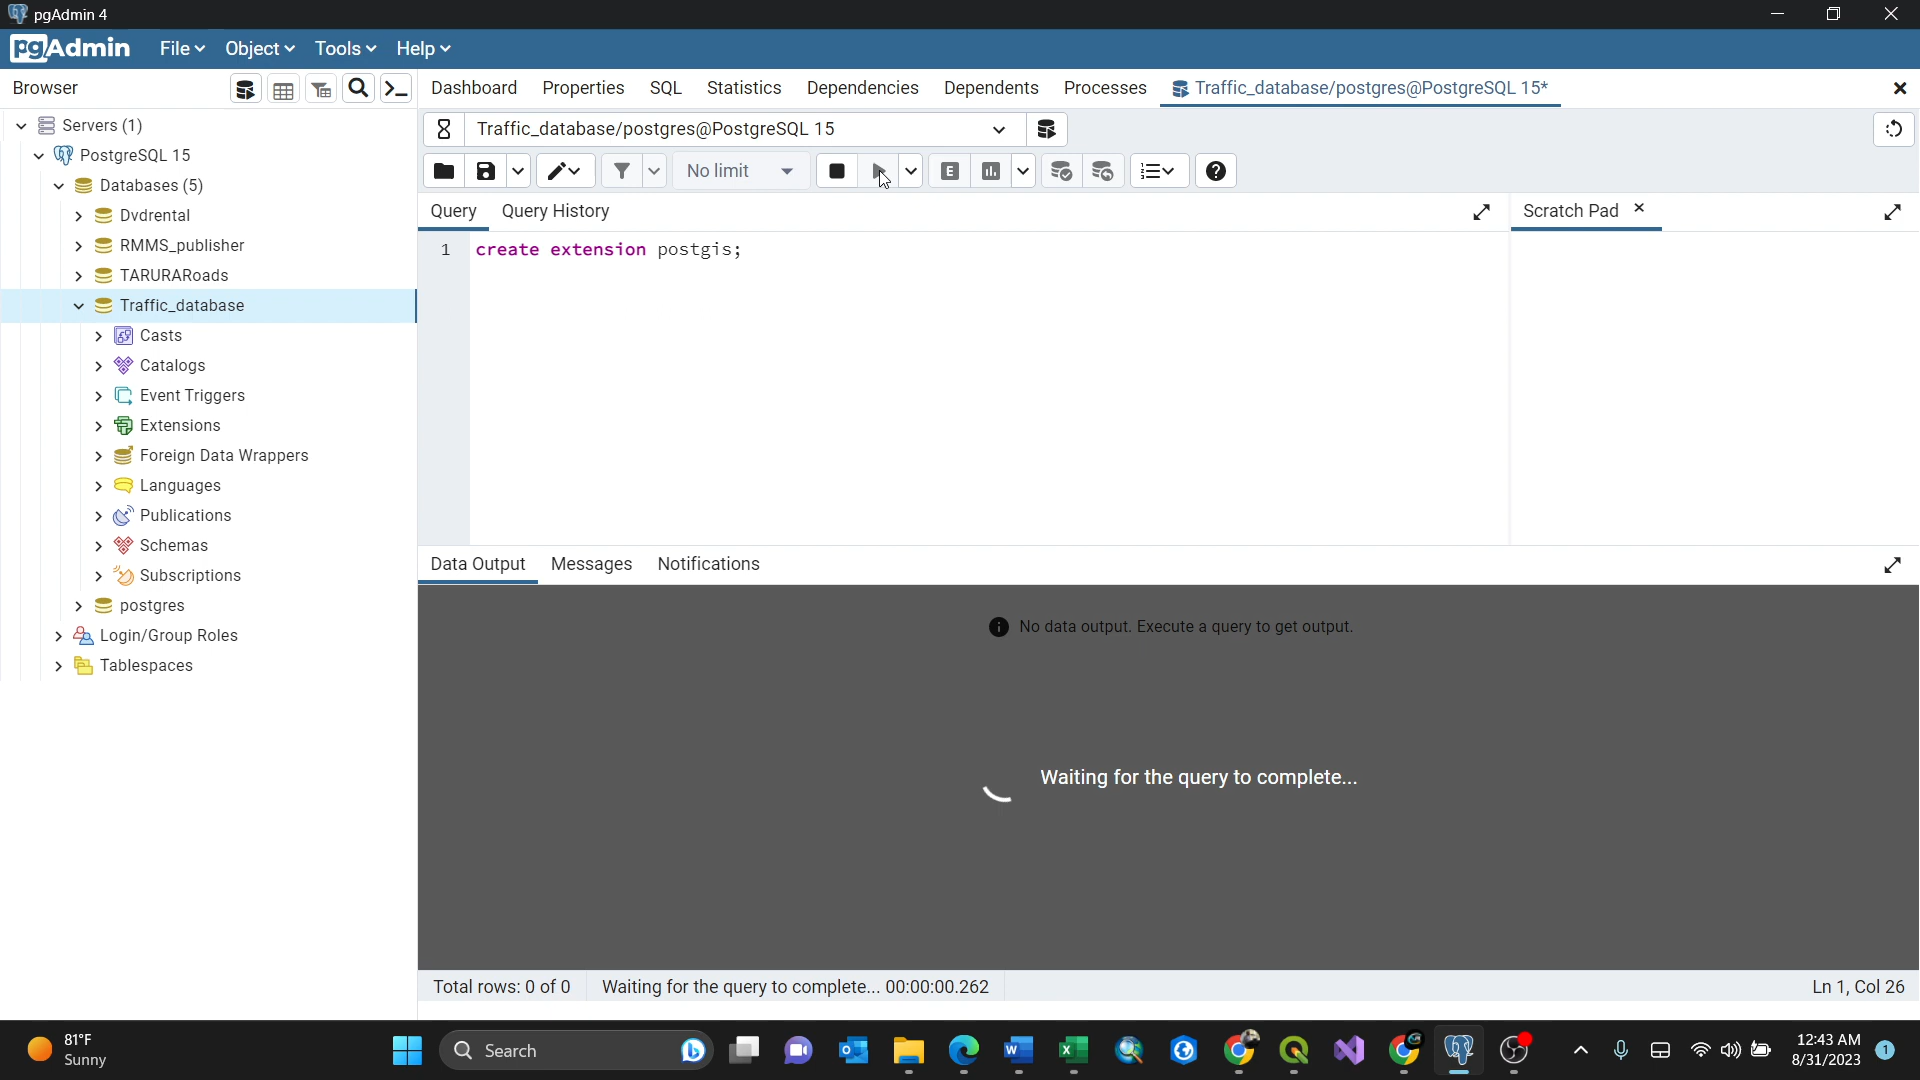 pgAdmin 4
pgAdmin File Object Tools Help
Browser
Dashboard Properties SQL Statistics Dependencies Dependents Processes Traffic_database/postgres@PostgreSQL 15*
Servers (1)
PostgreSQL 15
Databases (5)
Dvdrental
RMMS_publisher
TARURARoads
Traffic_database
Casts
Catalogs
Event Triggers
Extensions
Foreign Data Wrappers
Languages
Publications
Schemas
Subscriptions
postgres
Login/Group Roles
Tablespaces
Traffic_database/postgres@PostgreSQL 15
No limit
E
Query Query History
Scratch Pad
1 create extension postgis;
Data Output Messages Notifications
No data output. Execute a query to get output.
Waiting for the query to complete...
Total rows: 0 of 0 Waiting for the query to complete... 00:00:00.262 Ln 1, Col 26
81°F
Sunny
Search
12:43 AM
8/31/2023
1